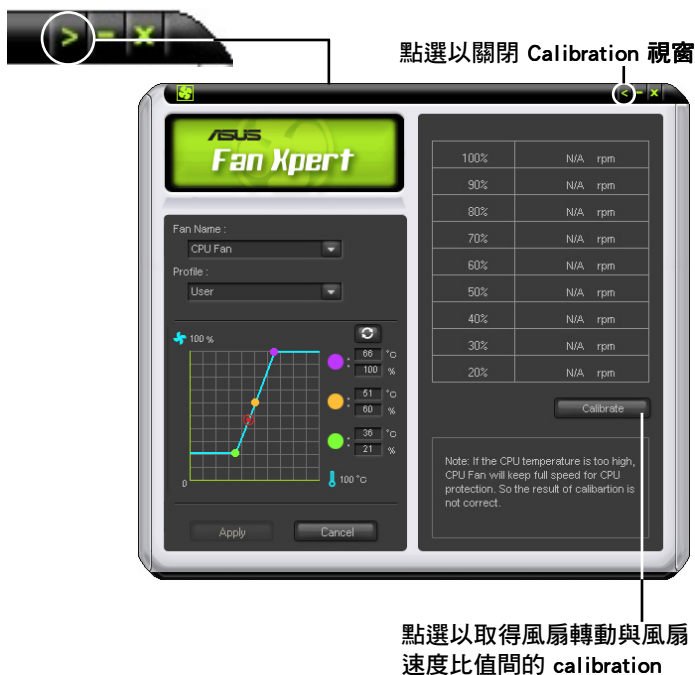 > - x
點選以關閉 Calibration 視窗
< - x
ASUS
Fan Xpert
Fan Name :
CPU Fan
Profile :
User
100 %
66 °C
100 %
51 °C
60 %
36 °C
21 %
0
100 °C
Apply Cancel
100% N/A rpm
90% N/A rpm
80% N/A rpm
70% N/A rpm
60% N/A rpm
50% N/A rpm
40% N/A rpm
30% N/A rpm
20% N/A rpm
Calibrate
Note: If the CPU temperature is too high,
CPU Fan will keep full speed for CPU
protection. So the result of calibartion is
not correct.
點選以取得風扇轉動與風扇
速度比值間的 calibration